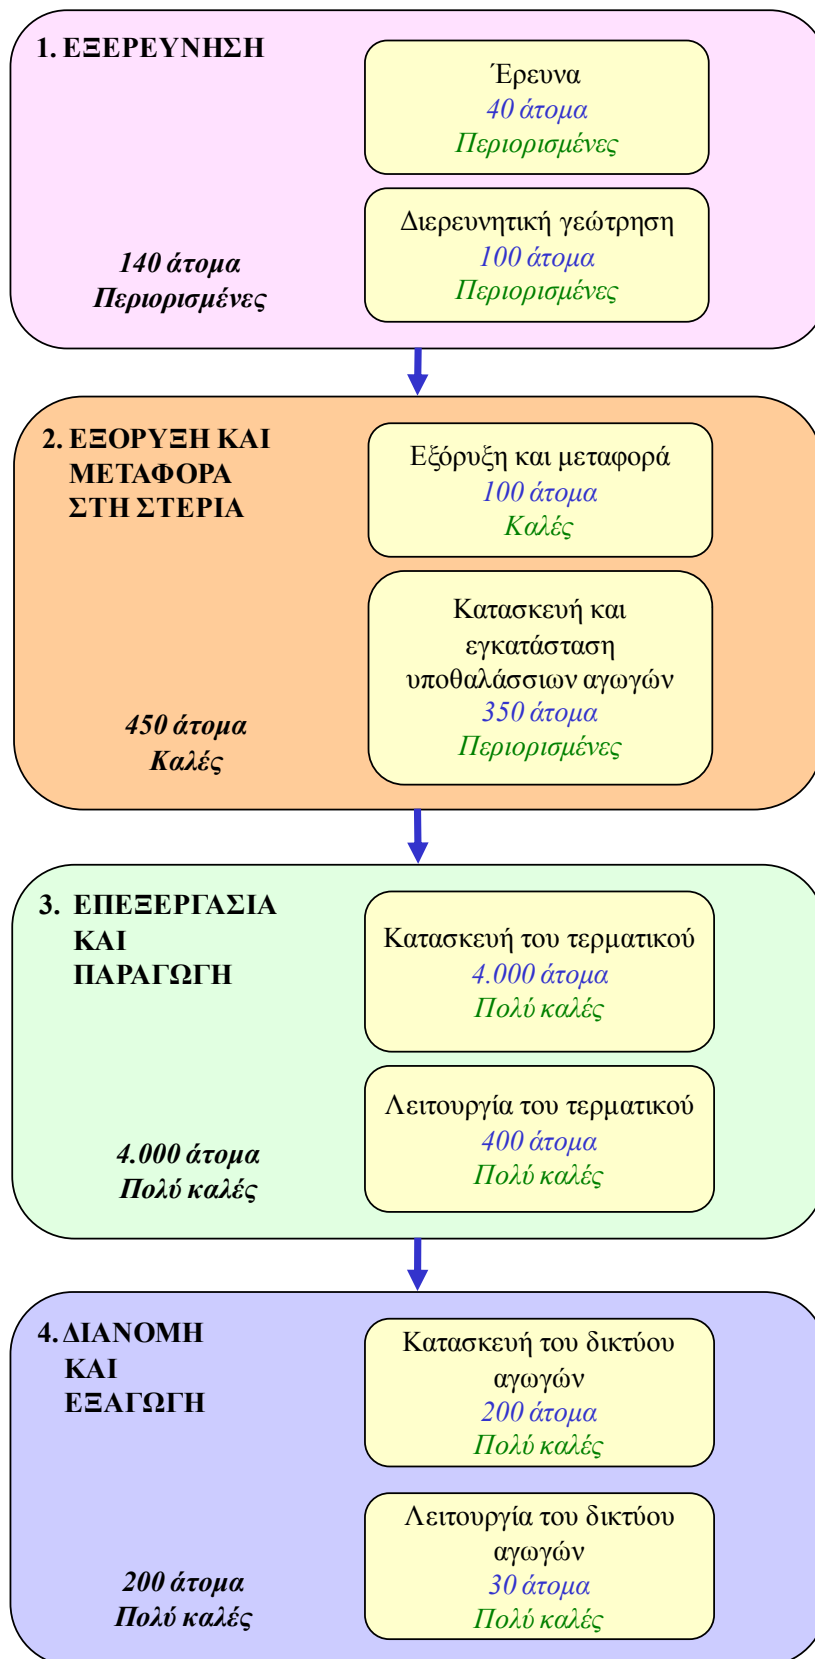 1. ΕΞΕΡΕΥΝΗΣΗ
Έρευνα
40 άτομα
Περιορισμένες
Διερευνητική γεώτρηση
100 άτομα
Περιορισμένες
140 άτομα
Περιορισμένες
2. ΕΞΟΡΥΞΗ ΚΑΙ
ΜΕΤΑΦΟΡΑ
ΣΤΗ ΣΤΕΡΙΑ
Εξόρυξη και μεταφορά
100 άτομα
Καλές
Κατασκευή και
εγκατάσταση
υποθαλάσσιων αγωγών
350 άτομα
Περιορισμένες
450 άτομα
Καλές
3. ΕΠΕΞΕΡΓΑΣΙΑ
ΚΑΙ
ΠΑΡΑΓΩΓΗ
Κατασκευή του τερματικού
4.000 άτομα
Πολύ καλές
Λειτουργία του τερματικού
400 άτομα
Πολύ καλές
4.000 άτομα
Πολύ καλές
4. ΔΙΑΝΟΜΗ
ΚΑΙ
ΕΞΑΓΩΓΗ
Κατασκευή του δικτύου
αγωγών
200 άτομα
Πολύ καλές
Λειτουργία του δικτύου
αγωγών
30 άτομα
Πολύ καλές
200 άτομα
Πολύ καλές